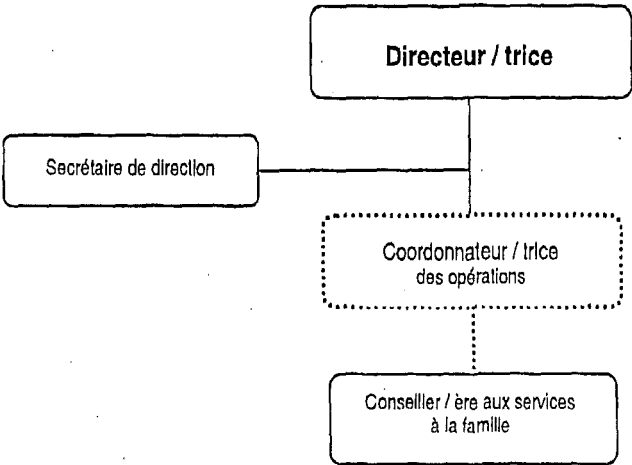 Directeur / trice
Secrétaire de direction
Coordonnateur / trice
des opérations
Conseiller / ère aux services
à la famille